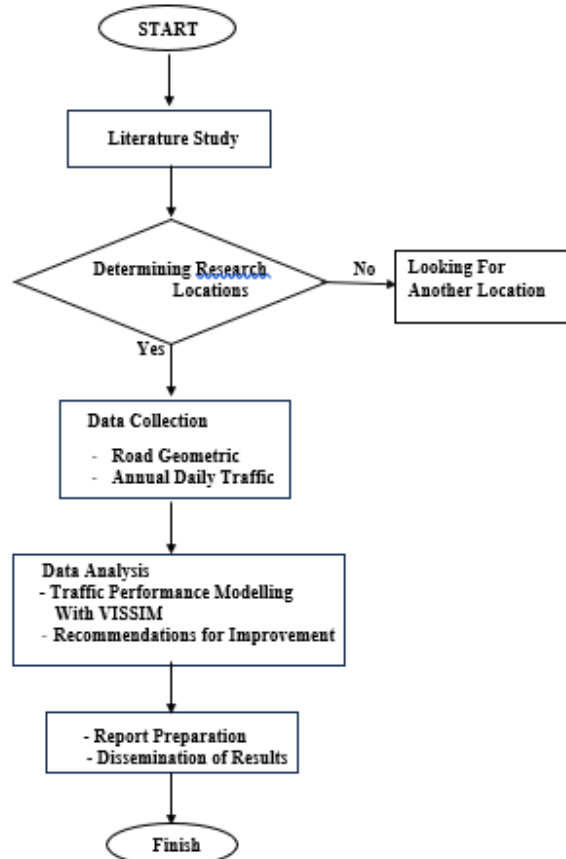 START
Literature Study
Determining Research
Locations
No
Looking For
Another Location
Yes
Data Collection
- Road Geometric
- Annual Daily Traffic
Data Analysis
- Traffic Performance Modelling
With VISSIM
- Recommendations for Improvement
- Report Preparation
- Dissemination of Results
Finish